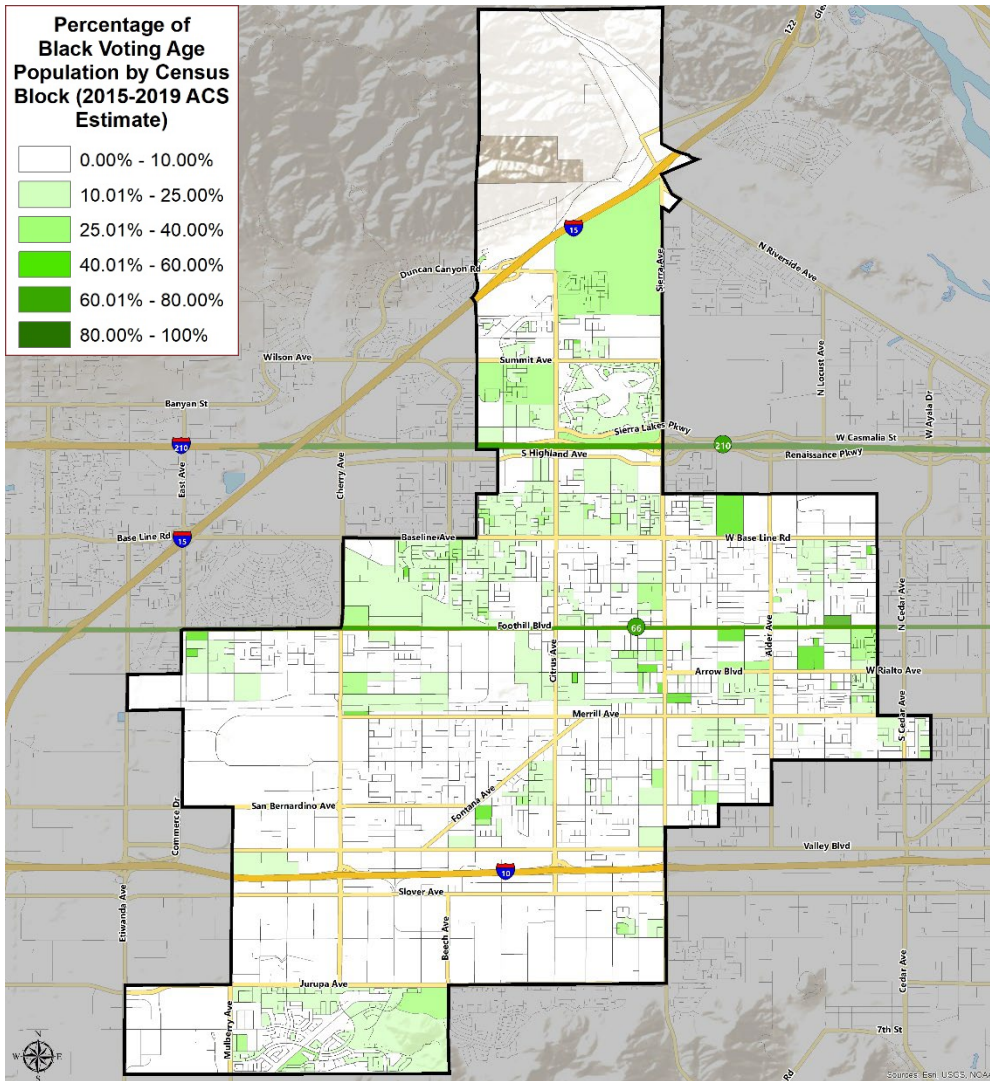 Percentage of
Black Voting Age
Population by Census
Block (2015-2019 ACS
Estimate)
0.00% - 10.00%
10.01% - 25.00%
25.01% - 40.00%
40.01% - 60.00%
60.01% - 80.00%
80.00% - 100%
122
15
Duncan Canyon Rd
Sierra Ave
N Riverside Ave
Wilson Ave
Summit Ave
N Locust Ave
W Ayala Dr
Banyan St
Sierra Lakes Pkwy
210
210
W Casmalia St
S Highland Ave
Renaissance Pkwy
East Ave
Cherry Ave
Base Line Rd
15
Baseline Ave
W Base Line Rd
N Cedar Ave
Foothill Blvd
66
Citrus Ave
Alder Ave
Arrow Blvd
W Rialto Ave
Merrill Ave
S Cedar Ave
Commerce Dr
San Bernardino Ave
Fontana Ave
Valley Blvd
10
Slover Ave
Etiwanda Ave
Beech Ave
Cedar Ave
Jurupa Ave
Mulberry Ave
7th St
Rd
N
W E
S
Sources: Esri, USGS, NOAA